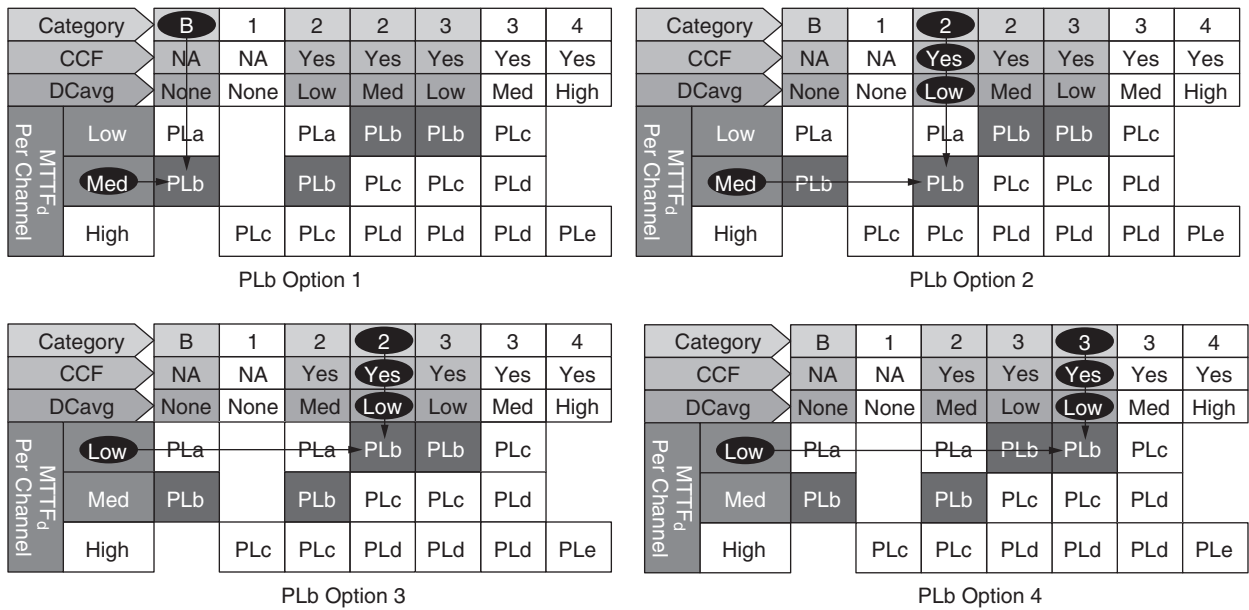 Category B 1 2 2 3 3 4
CCF NA NA Yes Yes Yes Yes Yes
DCavg None None Low Med Low Med High
MTTFd Per Channel
Low PLa PLa PLb PLb PLc
Med PLb PLb PLc PLc PLd
High PLc PLc PLd PLd PLd PLe
PLb Option 1
Category B 1 2 2 3 3 4
CCF NA NA Yes Yes Yes Yes Yes
DCavg None None Low Med Low Med High
MTTFd Per Channel
Low PLa PLa PLb PLb PLc
Med PLb PLb PLc PLc PLd
High PLc PLc PLd PLd PLd PLe
PLb Option 2
Category B 1 2 2 3 3 4
CCF NA NA Yes Yes Yes Yes Yes
DCavg None None Med Low Low Med High
MTTFd Per Channel
Low PLa PLa PLb PLb PLc
Med PLb PLb PLc PLc PLd
High PLc PLc PLd PLd PLd PLe
PLb Option 3
Category B 1 2 3 3 3 4
CCF NA NA Yes Yes Yes Yes Yes
DCavg None None Med Low Low Med High
MTTFd Per Channel
Low PLa PLa PLb PLb PLc
Med PLb PLb PLc PLc PLd
High PLc PLc PLd PLd PLd PLe
PLb Option 4